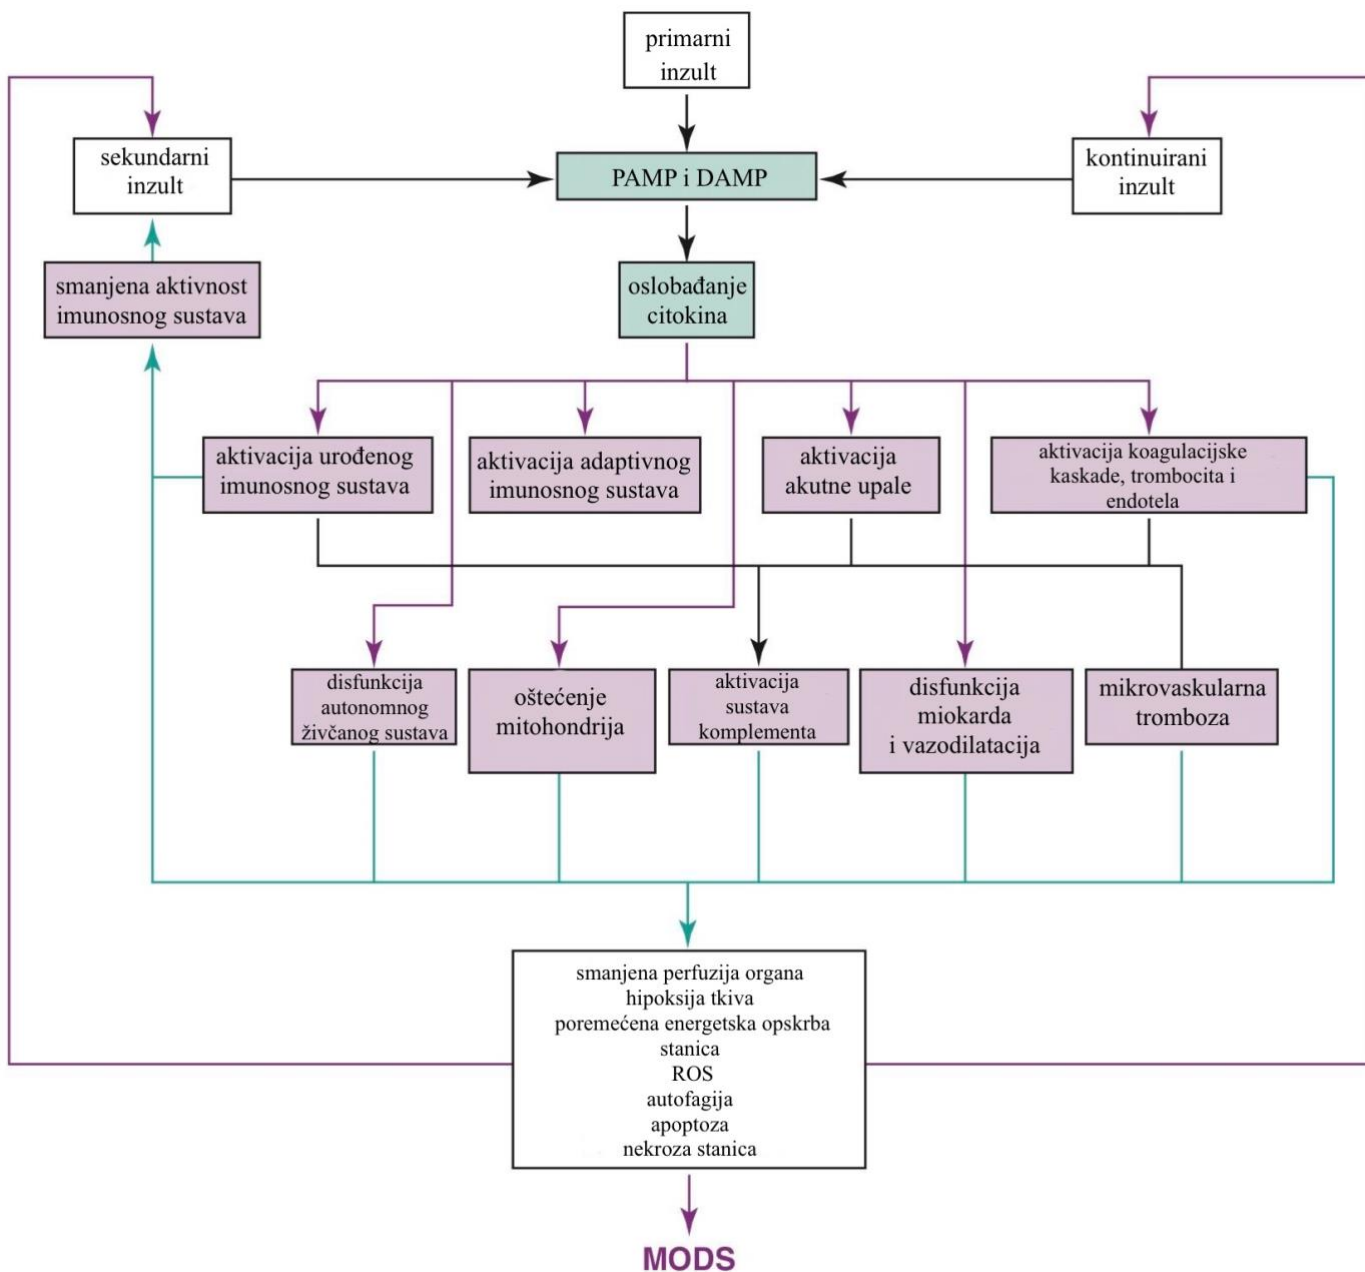 primarni
inzult
sekundarni
inzult
PAMP i DAMP
kontinuirani
inzult
smanjena aktivnost
imunosnog sustava
oslobađanje
citokina
aktivacija urođenog
imunosnog sustava
aktivacija adaptivnog
imunosnog sustava
aktivacija
akutne upale
aktivacija koagulacijske
kaskade, trombocita i
endotela
disfunkcija
autonomnog
živčanog sustava
oštećenje
mitohondrija
aktivacija
sustava
komplementa
disfunkcija
miokarda
i vazodilatacija
mikrovaskularna
tromboza
smanjena perfuzija organa
hipoksija tkiva
poremećena energetska opskrba
stanica
ROS
autofagija
apoptoza
nekroza stanica
MODS